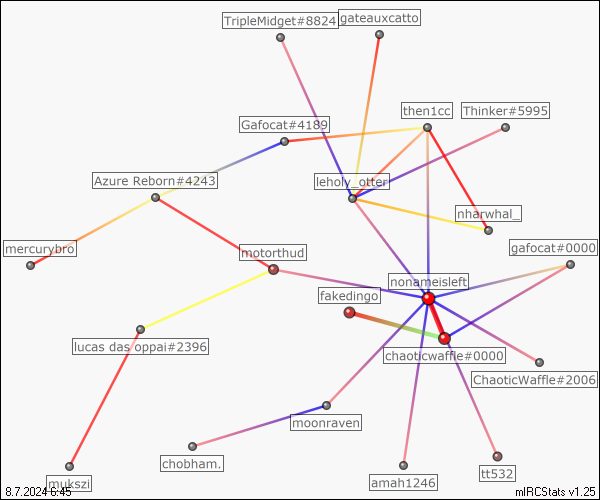 TripleMidget#8824
gateauxcatto
then1cc
Thinker#5995
Gafocat#4189
Azure Reborn#4243
leholy_otter
nharwhal_
mercurybro
motorthud
gafocat#0000
nonameisleft
fakedingo
lucas das oppai#2396
chaoticwaffle#0000
ChaoticWaffle#2006
moonraven
chobham.
mukszi
amah1246
tt532
8.7.2024 6:45
mIRCStats v1.25